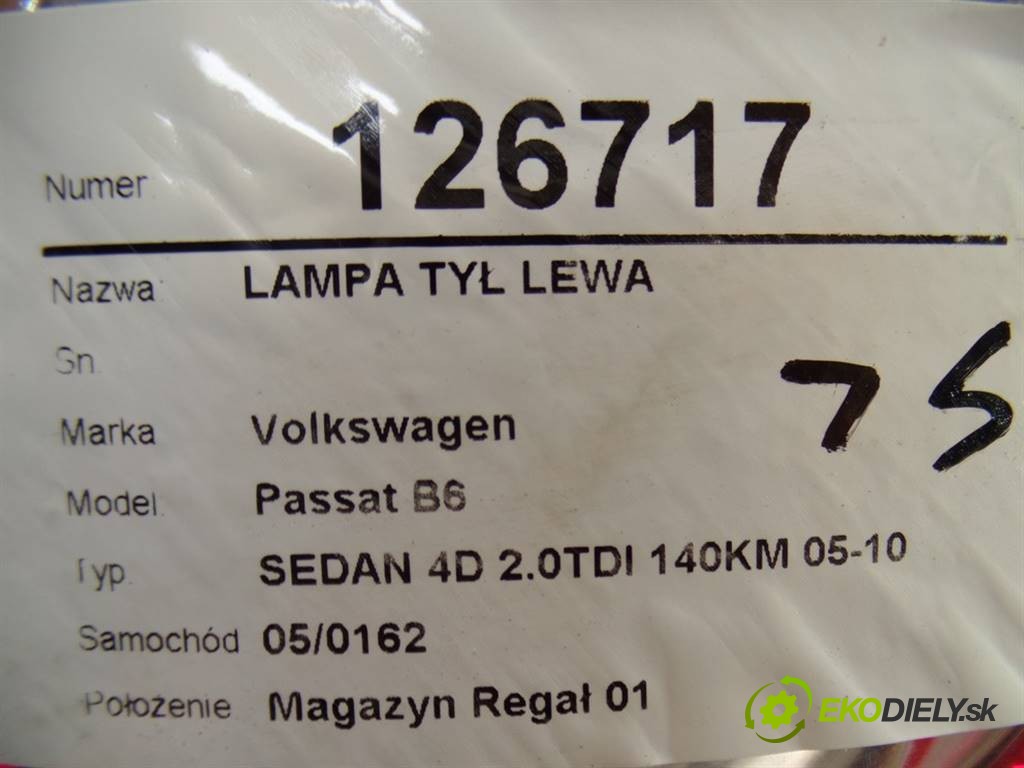 Numer 126717
Nazwa: LAMPA TYŁ LEWA
Sn.
Marka Volkswagen
Model. Passat B6
Typ. SEDAN 4D 2.0TDI 140KM 05-10
Samochód 05/0162
Położenie Magazyn Regał 01
75
EKODIELY.sk